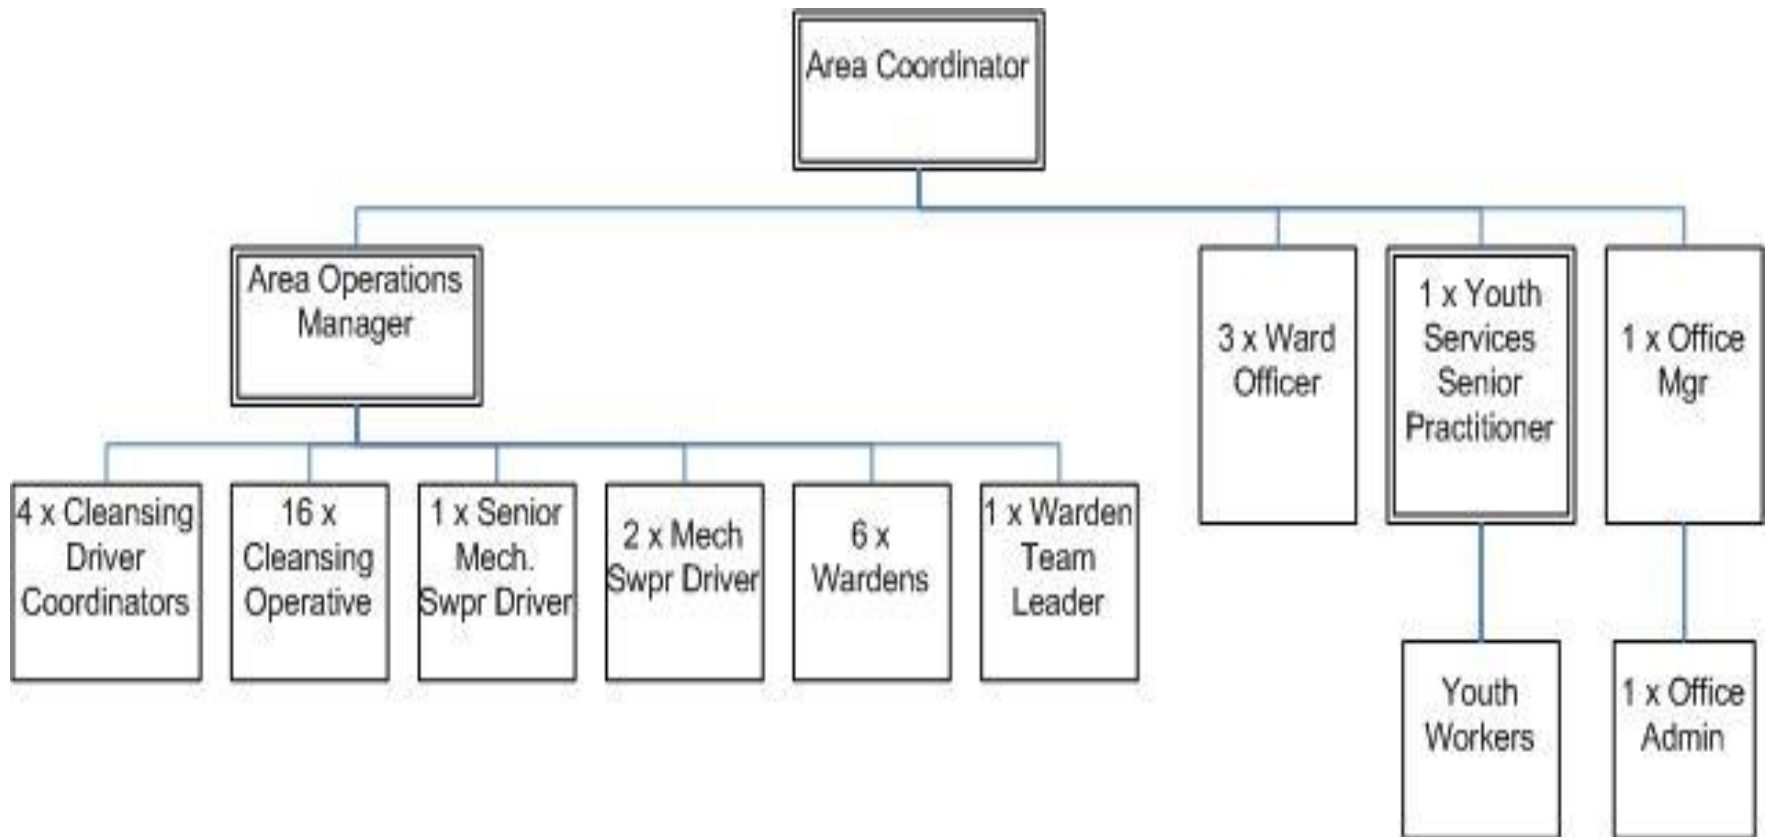 Area Coordinator
Area Operations
Manager
3 x Ward
Officer
1 x Youth
Services
Senior
Practitioner
1 x Office
Mgr
4 x Cleansing
Driver
Coordinators
16 x
Cleansing
Operative
1 x Senior
Mech.
Swpr Driver
2 x Mech
Swpr Driver
6 x
Wardens
1 x Warden
Team
Leader
Youth
Workers
1 x Office
Admin